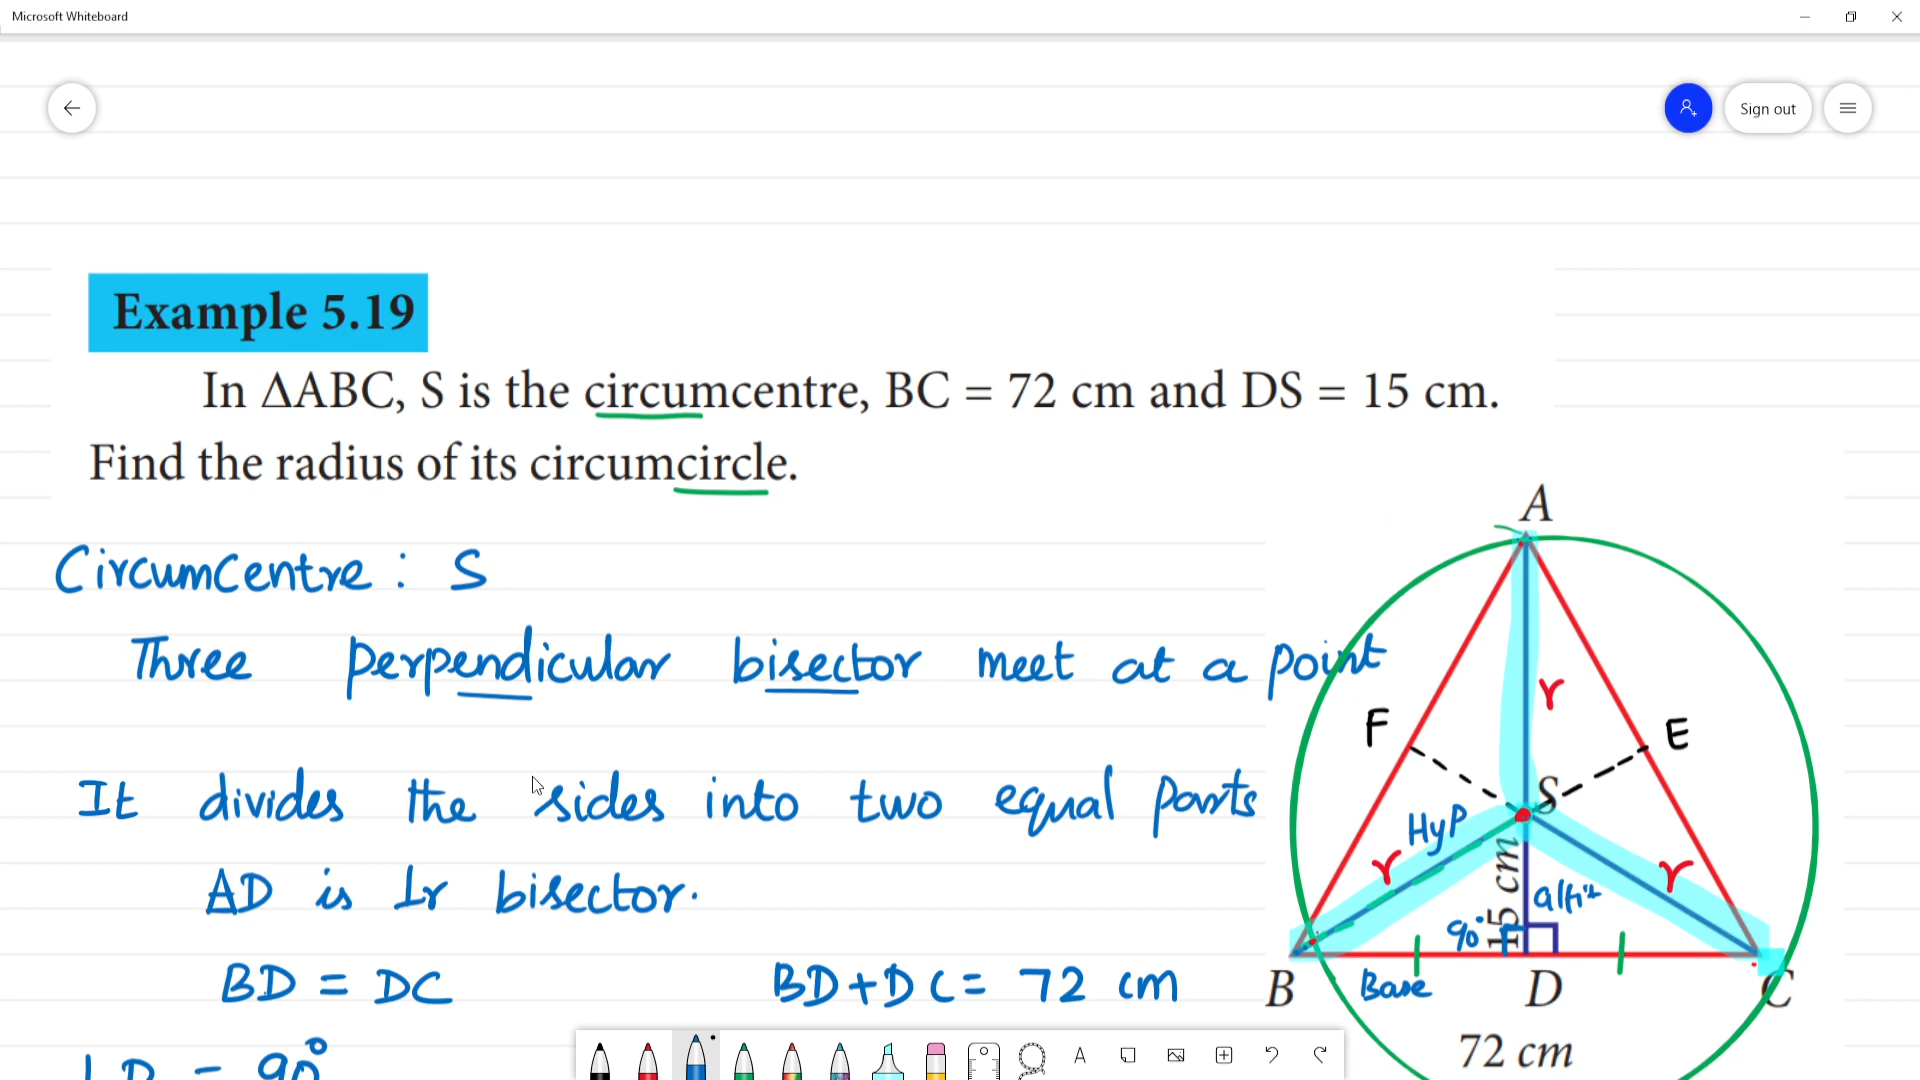 Microsoft Whiteboard
Sign out
Example 5.19
In ΔABC, S is the circumcentre, BC = 72 cm and DS = 15 cm.
Find the radius of its circumcircle.
Circumcentre : S
Three perpendicular bisector meet at a point
It divides the sides into two equal parts
AD is ⊥r bisector.
BD = DC BD+DC = 72 cm
∠D = 90°
A
r
F E
S
Hyp
r r
15 cm
90°
B Base D C
72 cm
A